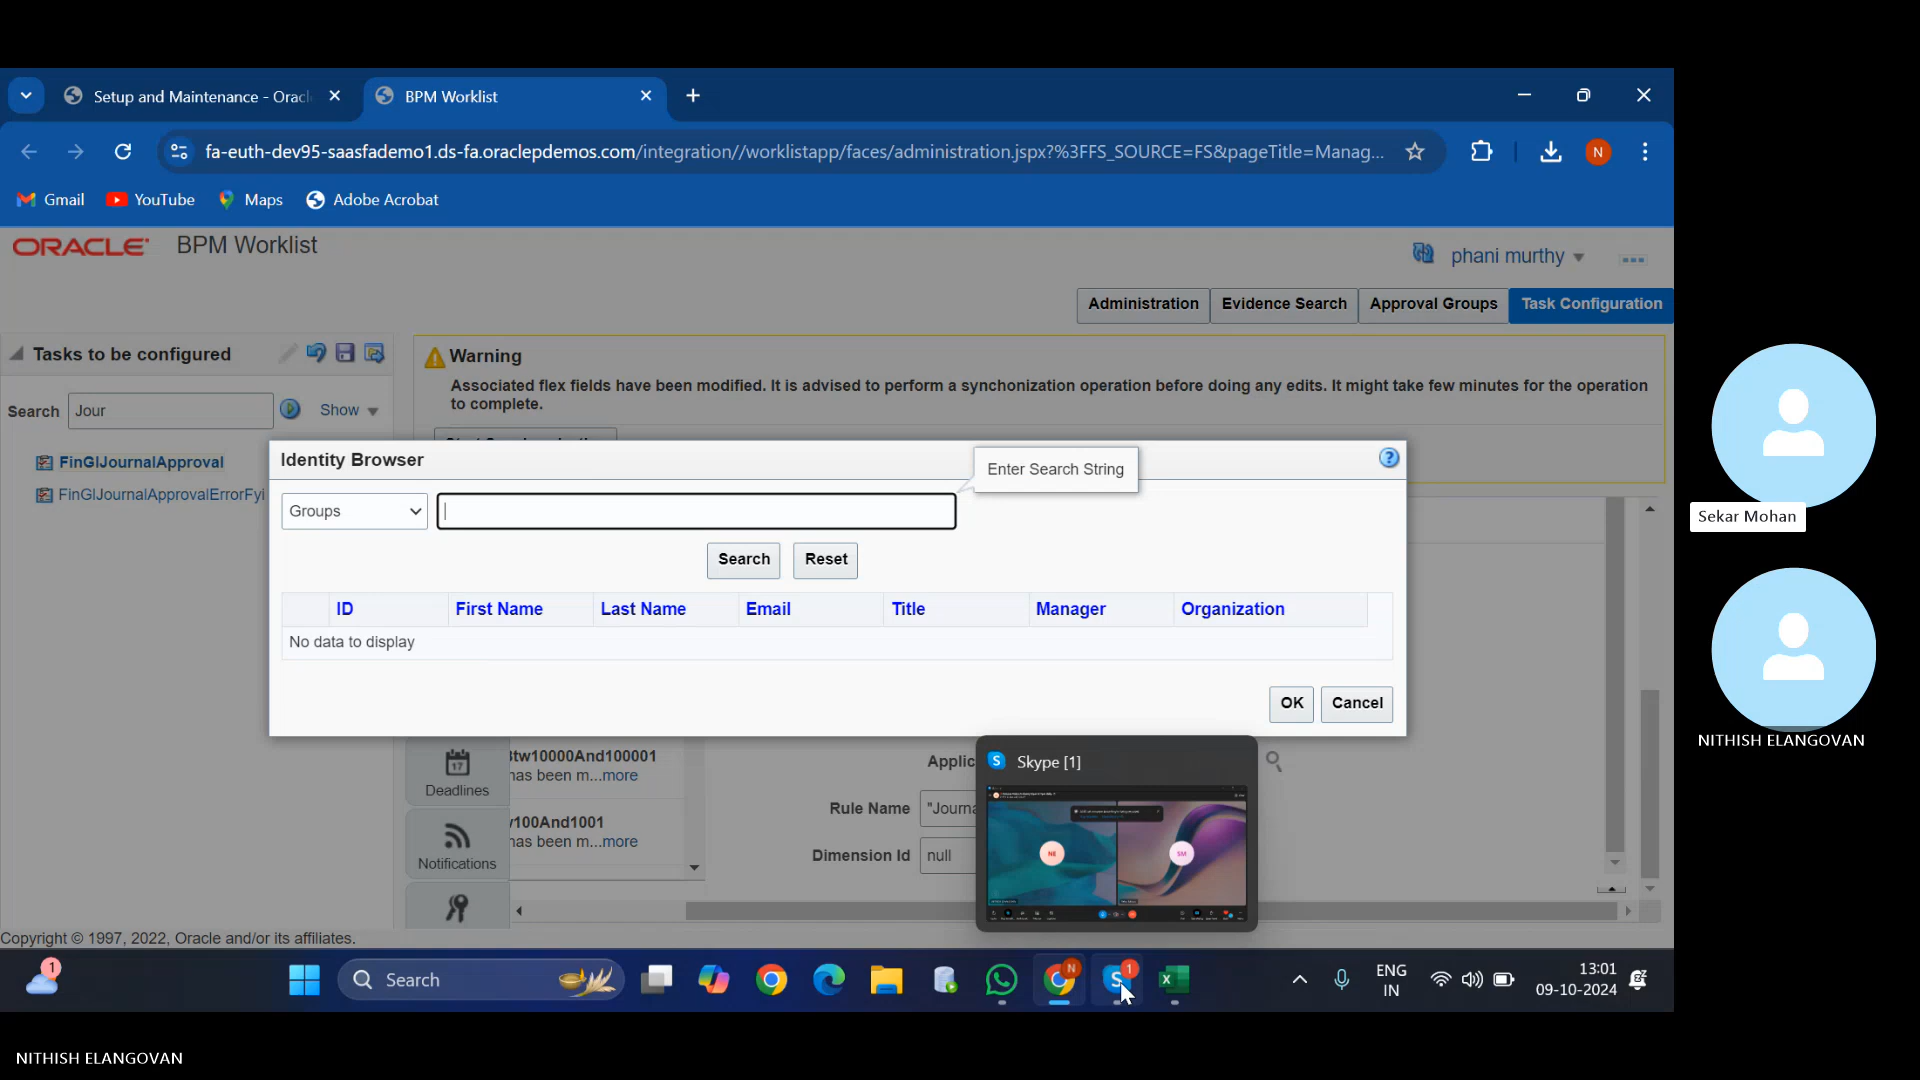 Setup and Maintenance - Oracl
BPM Worklist
fa-euth-dev95-saasfademo1.ds-fa.oraclepdemos.com/integration//worklistapp/faces/administration.jspx?%3FFS_SOURCE=FS&pageTitle=Manag...
N
Gmail
YouTube
Maps
Adobe Acrobat
ORACLE
BPM Worklist
phani murthy
Administration
Evidence Search
Approval Groups
Task Configuration
Tasks to be configured
Search
Jour
Show
FinGlJournalApproval
FinGlJournalApprovalErrorFyi
Warning
Associated flex fields have been modified. It is advised to perform a synchonization operation before doing any edits. It might take few minutes for the operation
to complete.
Identity Browser
Enter Search String
Groups
Search
Reset
ID
First Name
Last Name
Email
Title
Manager
Organization
No data to display
OK
Cancel
Btw10000And100001
has been m...more
Deadlines
w100And1001
has been m...more
Notifications
Applic
Rule Name
"Journa
Dimension Id
null
Skype [1]
NE
SM
Copyright © 1997, 2022, Oracle and/or its affiliates.
1
Search
N
1
ENG
IN
13:01
09-10-2024
Sekar Mohan
NITHISH ELANGOVAN
NITHISH ELANGOVAN